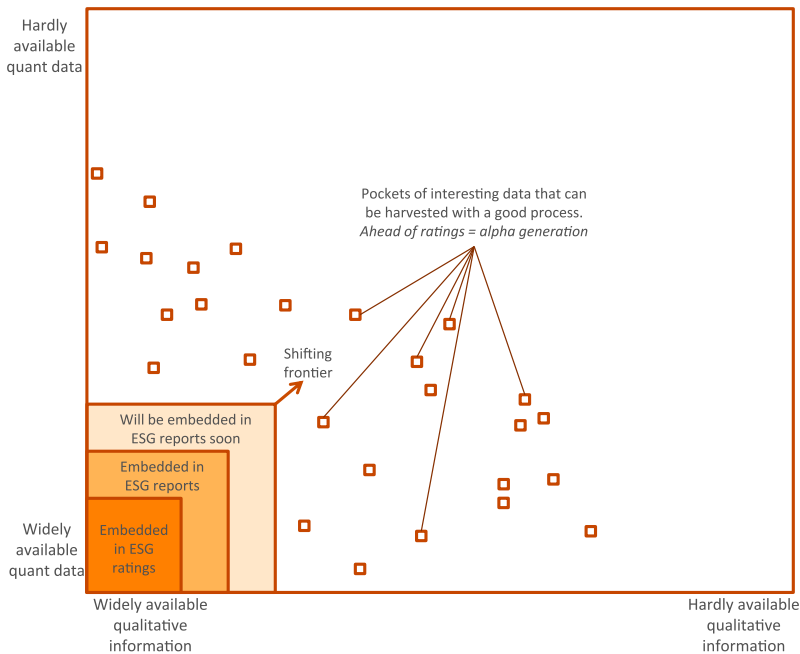 Hardly
available
quant data
Pockets of interesting data that can
be harvested with a good process.
Ahead of ratings = alpha generation
Shifting
frontier
Will be embedded in
ESG reports soon
Embedded in
ESG reports
Embedded
in ESG
ratings
Widely
available
quant data
Widely available
qualitative
information
Hardly available
qualitative
information